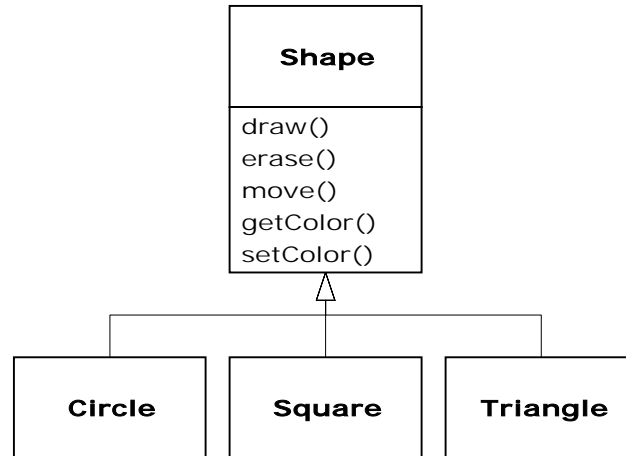 Shape
draw()
erase()
move()
getColor()
setColor()
Circle
Square
Triangle